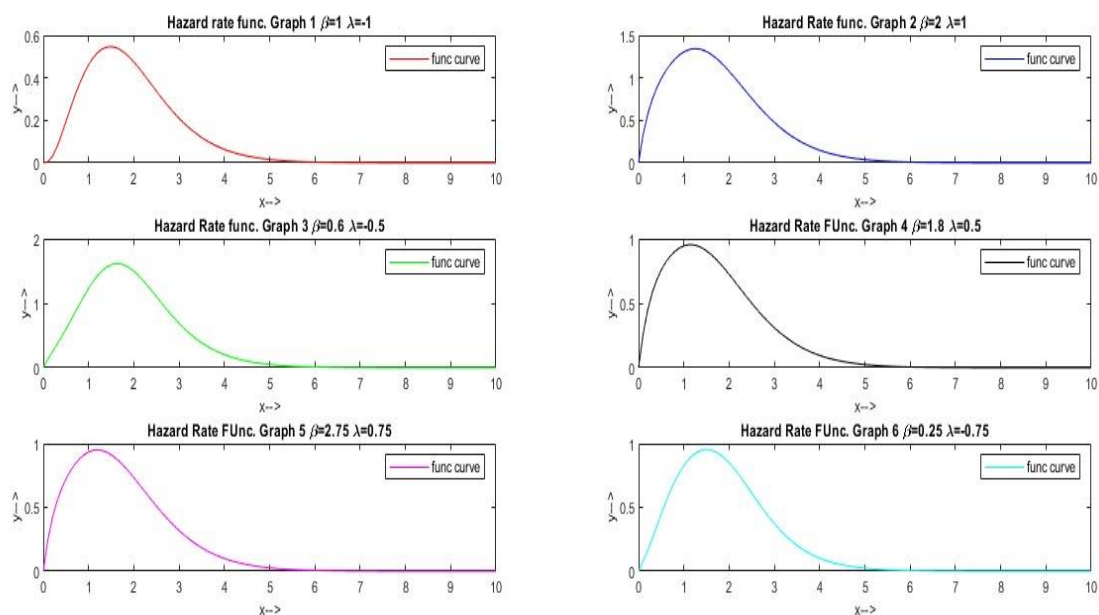 Hazard rate func. Graph 1 β=1 λ=-1
0.6
0.4
0.2
0
y--->
func curve
0 1 2 3 4 5 6 7 8 9 10
x-->
Hazard Rate func. Graph 2 β=2 λ=1
1.5
1
0.5
0
y--->
func curve
0 1 2 3 4 5 6 7 8 9 10
x-->
Hazard Rate func. Graph 3 β=0.6 λ=-0.5
2
1
0
y--->
func curve
0 1 2 3 4 5 6 7 8 9 10
x-->
Hazard Rate FUnc. Graph 4 β=1.8 λ=0.5
1
0.5
0
y--->
func curve
0 1 2 3 4 5 6 7 8 9 10
x-->
Hazard Rate FUnc. Graph 5 β=2.75 λ=0.75
1
0.5
0
y--->
func curve
0 1 2 3 4 5 6 7 8 9 10
x-->
Hazard Rate FUnc. Graph 6 β=0.25 λ=-0.75
1
0.5
0
y--->
func curve
0 1 2 3 4 5 6 7 8 9 10
x-->